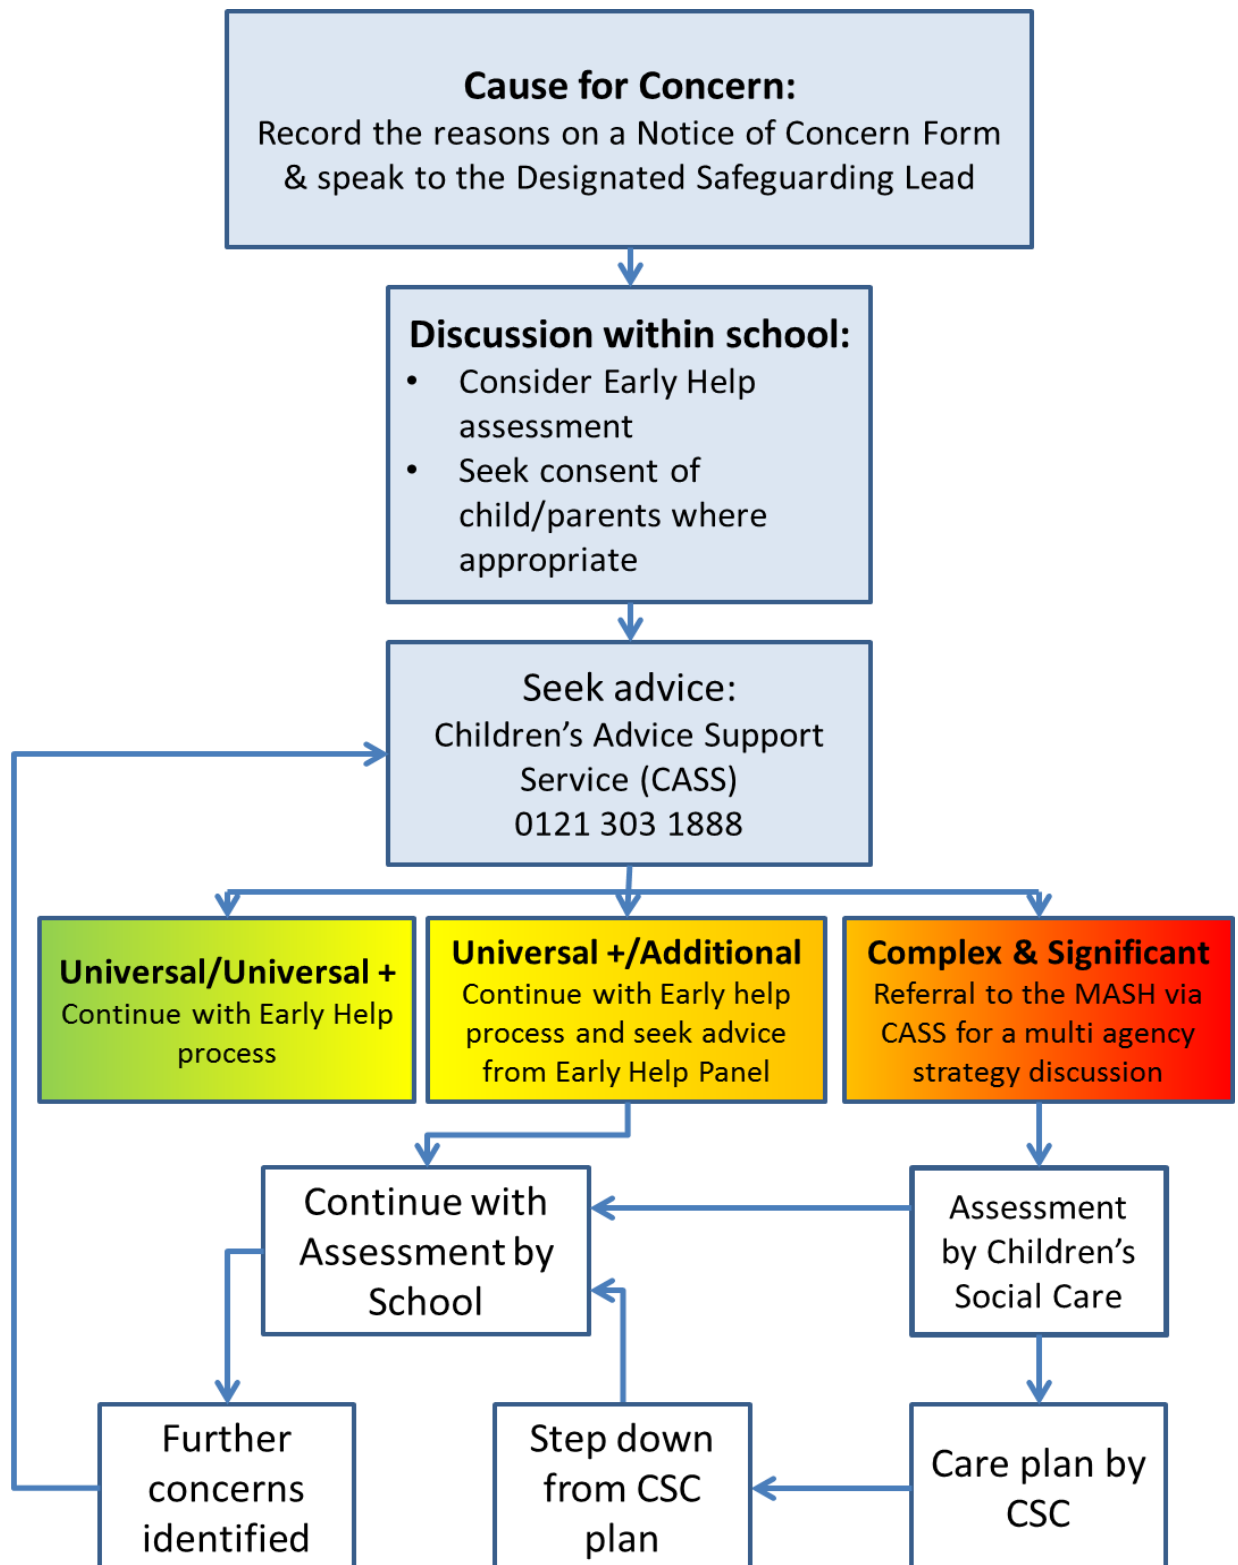 Cause for Concern:
Record the reasons on a Notice of Concern Form
& speak to the Designated Safeguarding Lead
Discussion within school:
• Consider Early Help
assessment
• Seek consent of
child/parents where
appropriate
Seek advice:
Children’s Advice Support
Service (CASS)
0121 303 1888
Universal/Universal +
Continue with Early Help
process
Universal +/Additional
Continue with Early help
process and seek advice
from Early Help Panel
Complex & Significant
Referral to the MASH via
CASS for a multi agency
strategy discussion
Continue with
Assessment by
School
Assessment
by Children’s
Social Care
Further
concerns
identified
Step down
from CSC
plan
Care plan by
CSC